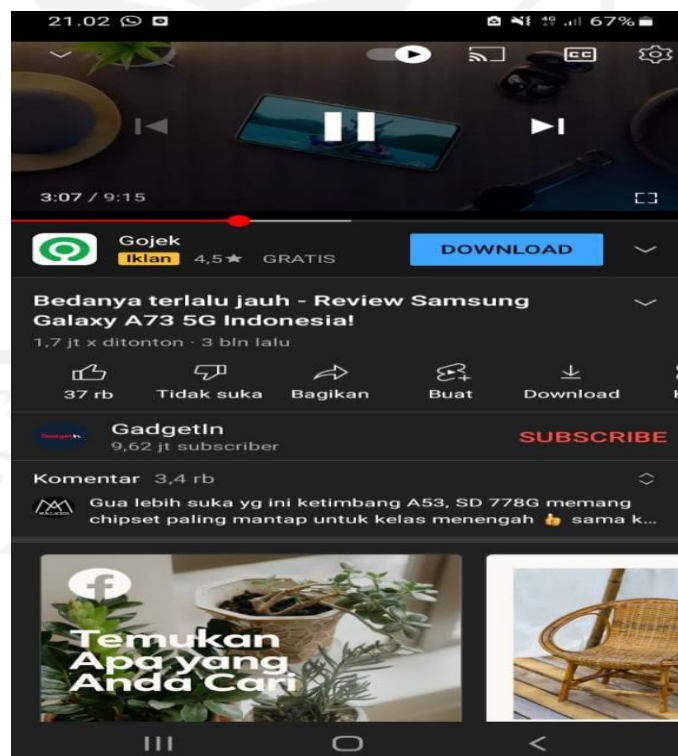 21.02
4G 67%
CC
3:07 / 9:15
Gojek
Iklan 4,5★ GRATIS
DOWNLOAD
Bedanya terlalu jauh - Review Samsung
Galaxy A73 5G Indonesia!
1,7 jt x ditonton · 3 bln lalu
37 rb Tidak suka Bagikan Buat Download
GadgetIn
9,62 jt subscriber
SUBSCRIBE
Komentar 3,4 rb
Gua lebih suka yg ini ketimbang A53, SD 778G memang
chipset paling mantap untuk kelas menengah 👍 sama k...
Temukan
Apa yang
Anda Cari